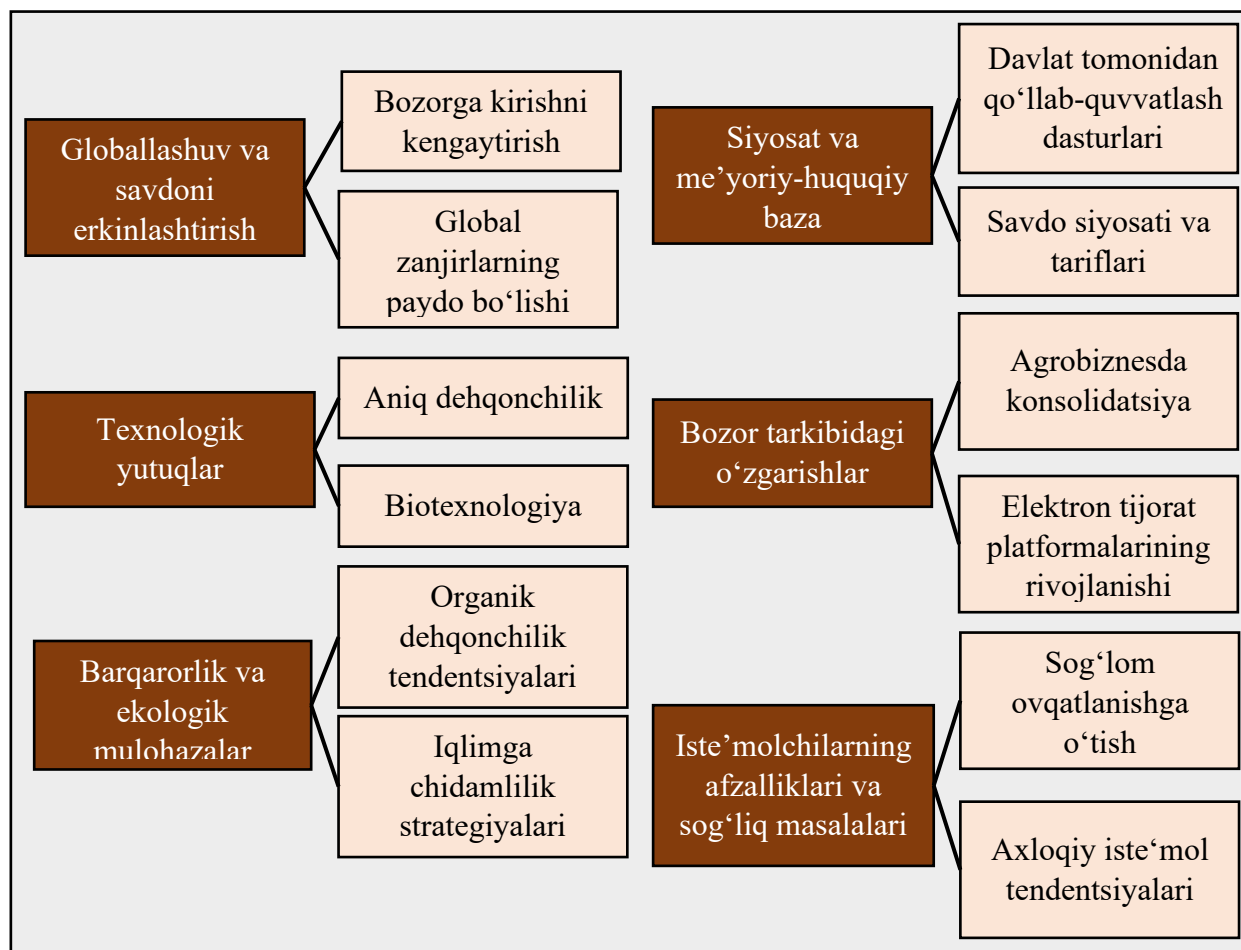 Globallashuv va
savdoni
erkinlashtirish
Bozorga kirishni
kengaytirish
Global
zanjirlarning
paydo bo‘lishi
Texnologik
yutuqlar
Aniq dehqonchilik
Biotexnologiya
Barqarorlik va
ekologik
mulohazalar
Organik
dehqonchilik
tendentsiyalari
Iqlimga
chidamlilik
strategiyalari
Siyosat va
me’yoriy-huquqiy
baza
Davlat tomonidan
qo‘llab-quvvatlash
dasturlari
Savdo siyosati va
tariflari
Bozor tarkibidagi
o‘zgarishlar
Agrobiznesda
konsolidatsiya
Elektron tijorat
platformalarining
rivojlanishi
Iste’molchilarning
afzalliklari va
sog‘liq masalalari
Sog‘lom
ovqatlanishga
o‘tish
Axloqiy iste‘mol
tendentsiyalari